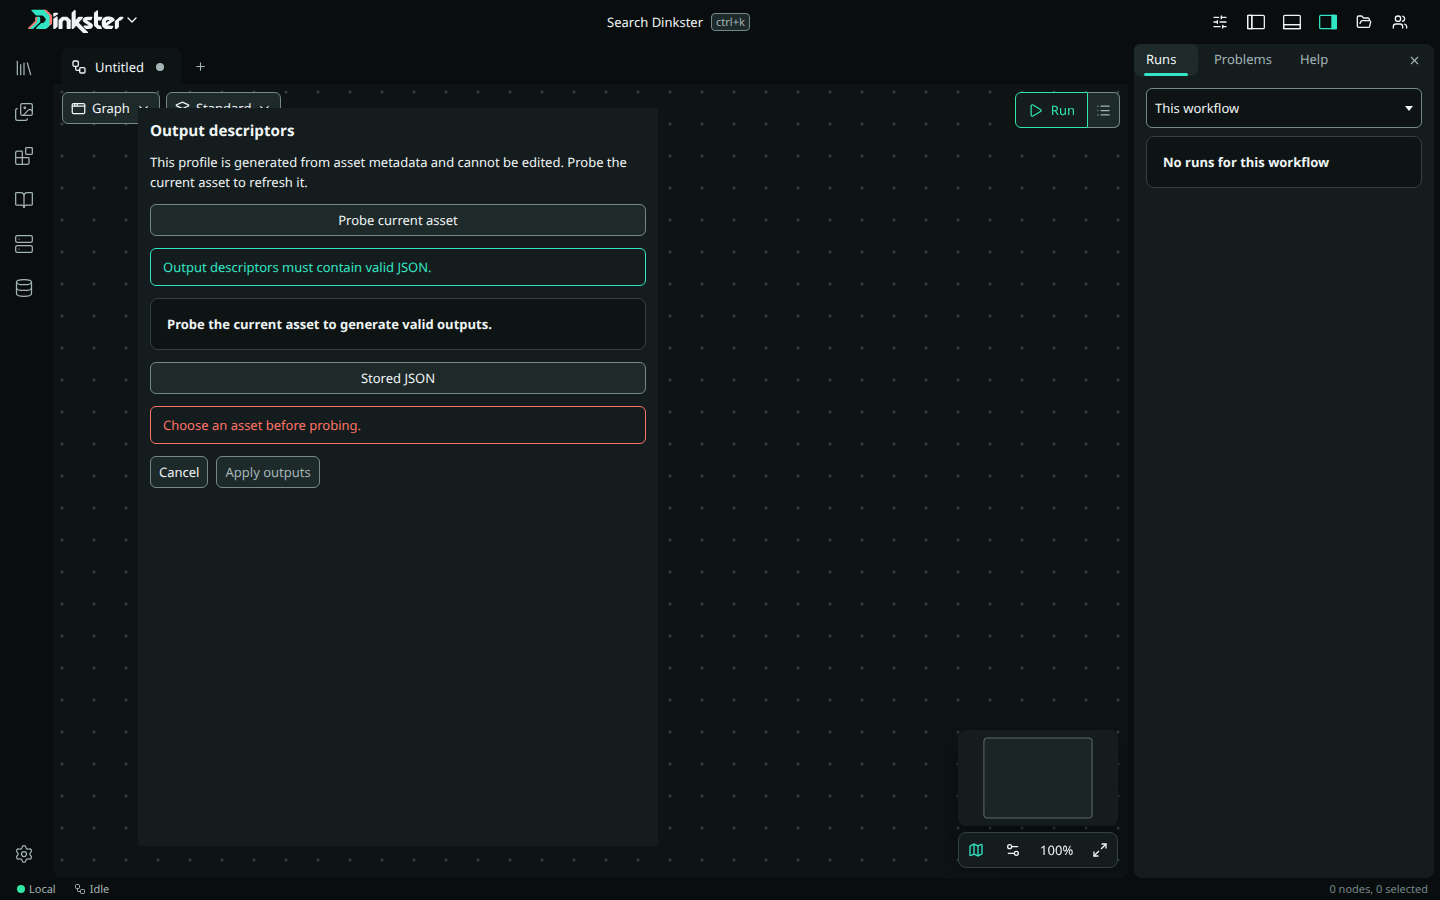 Dinkster
Search Dinkster ctrl+k
Untitled
Graph
Standard
Run
Output descriptors
This profile is generated from asset metadata and cannot be edited. Probe the
current asset to refresh it.
Probe current asset
Output descriptors must contain valid JSON.
Probe the current asset to generate valid outputs.
Stored JSON
Choose an asset before probing.
Cancel
Apply outputs
Runs
Problems
Help
This workflow
No runs for this workflow
100%
Local
Idle
0 nodes, 0 selected